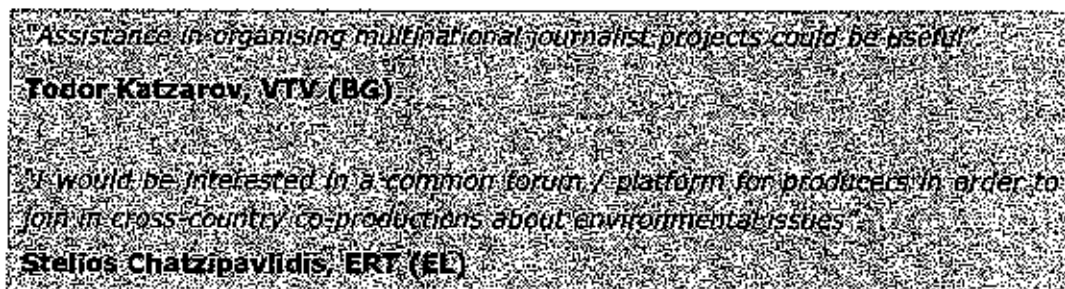 "Assistance in organising multinational journalist projects could be useful"
Todor Katzarov, VTV (BG)
"I would be interested in a common forum / platform for producers in order to
join in cross-country co-productions about environmental issues".
Stelios Chatzipavlidis, ERT (EL)